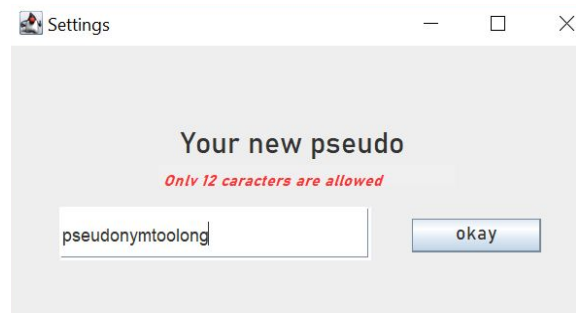 Settings
Your new pseudo
Only 12 caracters are allowed
pseudonymtoolong
okay